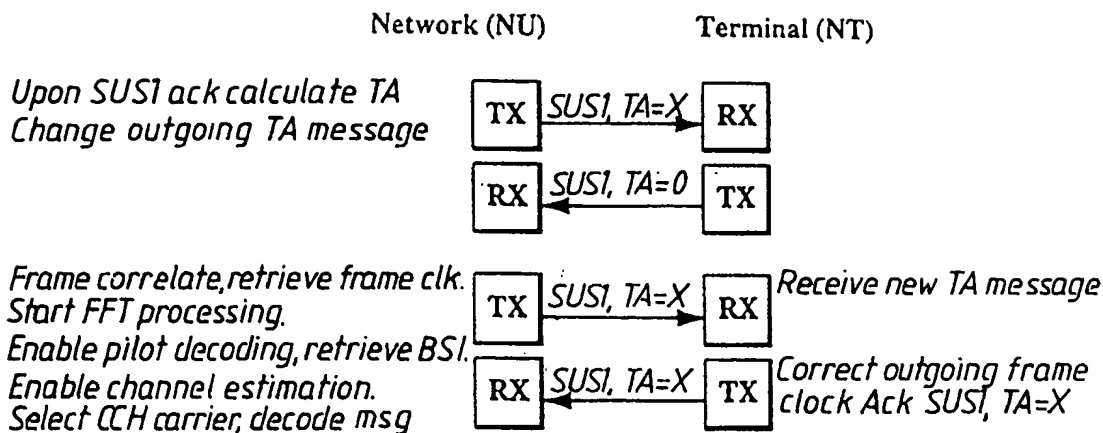 Network (NU) Terminal (NT)
Upon SUS1 ack calculate TA
Change outgoing TA message
TX SUS1, TA=X RX
RX SUS1, TA=0 TX
Frame correlate, retrieve frame clk.
Start FFT processing.
TX SUS1, TA=X RX
Receive new TA message
Enable pilot decoding, retrieve BSI.
Enable channel estimation.
Select CCH carrier, decode msg
RX SUS1, TA=X TX
Correct outgoing frame
clock Ack SUS1, TA=X